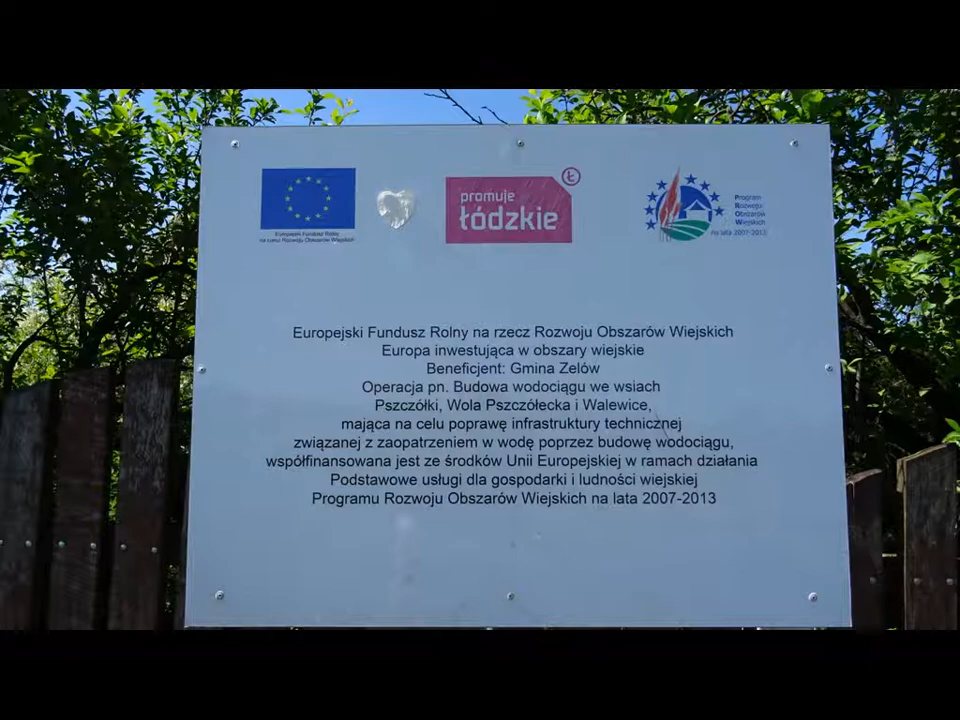 Europejski Fundusz Rolny
na rzecz Rozwoju Obszarów Wiejskich
promuje
łódzkie
Ł
Program
Rozwoju
Obszarów
Wiejskich
na lata 2007-2013
Europejski Fundusz Rolny na rzecz Rozwoju Obszarów Wiejskich
Europa inwestująca w obszary wiejskie
Beneficjent: Gmina Zelów
Operacja pn. Budowa wodociągu we wsiach
Pszczółki, Wola Pszczółecka i Walewice,
mająca na celu poprawę infrastruktury technicznej
związanej z zaopatrzeniem w wodę poprzez budowę wodociągu,
współfinansowana jest ze środków Unii Europejskiej w ramach działania
Podstawowe usługi dla gospodarki i ludności wiejskiej
Programu Rozwoju Obszarów Wiejskich na lata 2007-2013